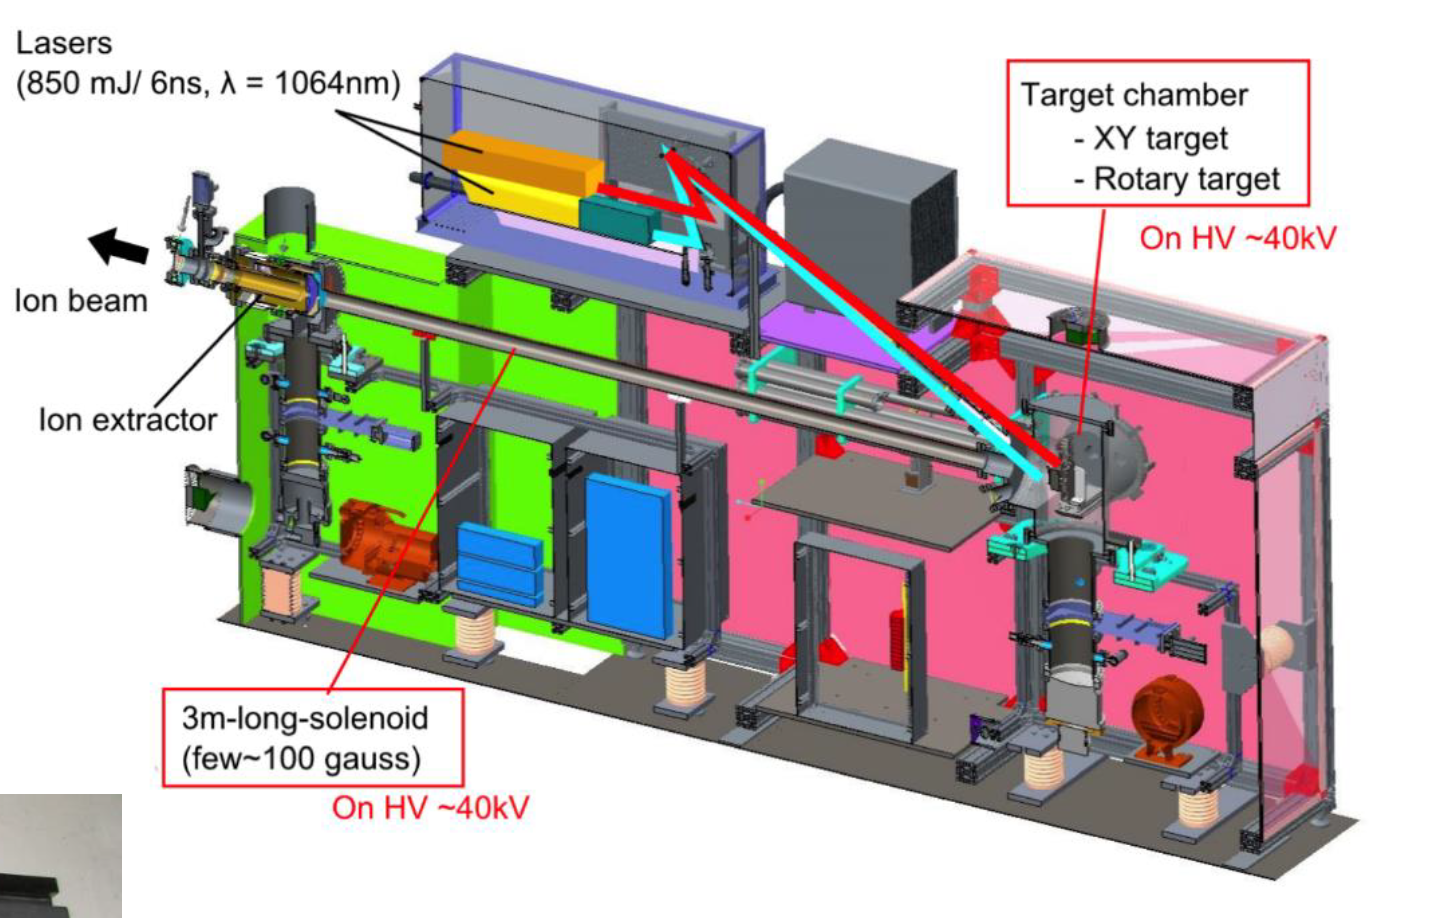 Lasers
(850 mJ/ 6ns, λ = 1064nm)
Target chamber
- XY target
- Rotary target
On HV ~40kV
Ion beam
Ion extractor
3m-long-solenoid
(few~100 gauss)
On HV ~40kV